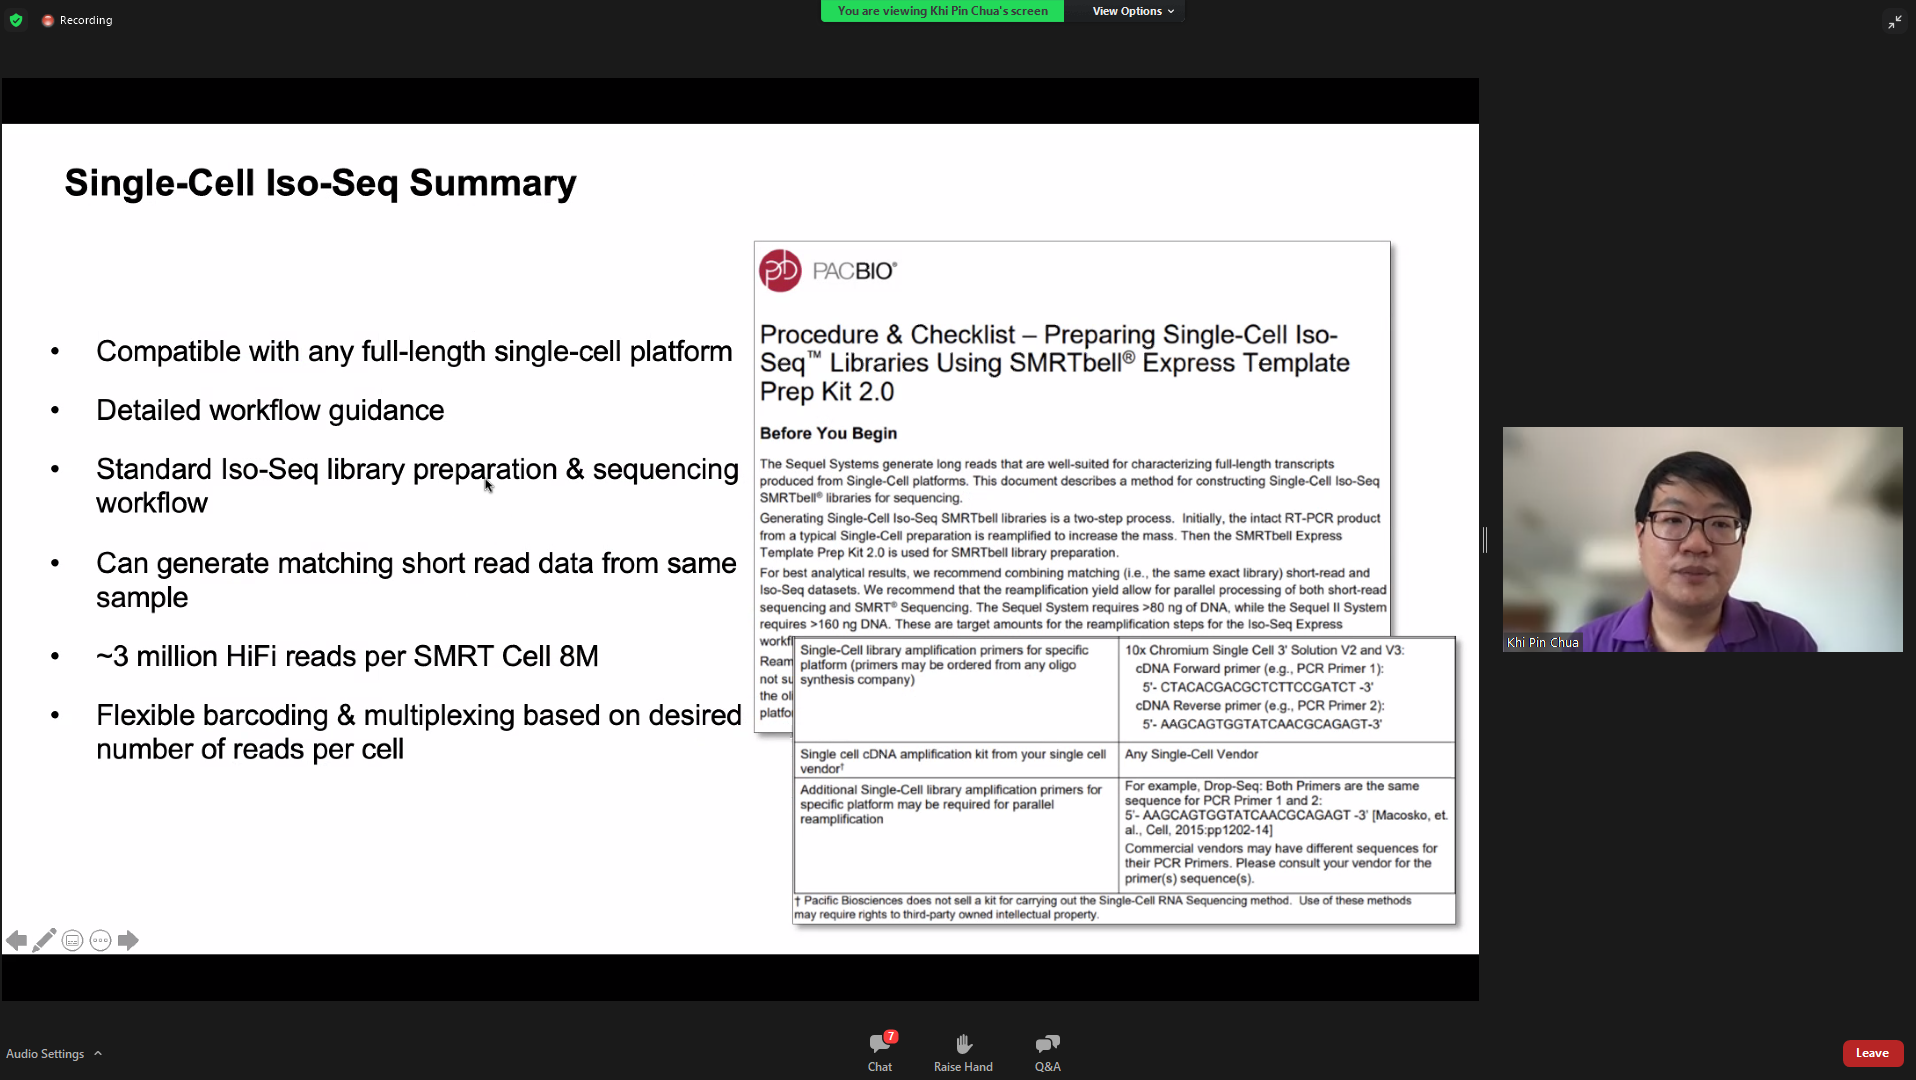 Recording
You are viewing Khi Pin Chua's screen
View Options
Single-Cell Iso-Seq Summary
• Compatible with any full-length single-cell platform
• Detailed workflow guidance
• Standard Iso-Seq library preparation & sequencing
workflow
• Can generate matching short read data from same
sample
• ~3 million HiFi reads per SMRT Cell 8M
• Flexible barcoding & multiplexing based on desired
number of reads per cell
PACBIO®
Procedure & Checklist – Preparing Single-Cell Iso-
Seq™ Libraries Using SMRTbell® Express Template
Prep Kit 2.0
Before You Begin
The Sequel Systems generate long reads that are well-suited for characterizing full-length transcripts
produced from Single-Cell platforms. This document describes a method for constructing Single-Cell Iso-Seq
SMRTbell® libraries for sequencing.
Generating Single-Cell Iso-Seq SMRTbell libraries is a two-step process. Initially, the intact RT-PCR product
from a typical Single-Cell preparation is reamplified to increase the mass. Then the SMRTbell Express
Template Prep Kit 2.0 is used for SMRTbell library preparation.
For best analytical results, we recommend combining matching (i.e., the same exact library) short-read and
Iso-Seq datasets. We recommend that the reamplification yield allow for parallel processing of both short-read
sequencing and SMRT® Sequencing. The Sequel System requires >80 ng of DNA, while the Sequel II System
requires >160 ng DNA. These are target amounts for the reamplification steps for the Iso-Seq Express
workf
Ream
not su
the oli
platfo
Single-Cell library amplification primers for specific
platform (primers may be ordered from any oligo
synthesis company)
10x Chromium Single Cell 3' Solution V2 and V3:
cDNA Forward primer (e.g., PCR Primer 1):
5'- CTACACGACGCTCTTCCGATCT -3'
cDNA Reverse primer (e.g., PCR Primer 2):
5'- AAGCAGTGGTATCAACGCAGAGT-3'
Single cell cDNA amplification kit from your single cell
vendor†
Any Single-Cell Vendor
Additional Single-Cell library amplification primers for
specific platform may be required for parallel
reamplification
For example, Drop-Seq: Both Primers are the same
sequence for PCR Primer 1 and 2:
5'- AAGCAGTGGTATCAACGCAGAGT -3' [Macosko, et.
al., Cell, 2015:pp1202-14]
Commercial vendors may have different sequences for
their PCR Primers. Please consult your vendor for the
primer(s) sequence(s).
† Pacific Biosciences does not sell a kit for carrying out the Single-Cell RNA Sequencing method. Use of these methods
may require rights to third-party owned intellectual property.
Khi Pin Chua
Audio Settings
7
Chat
Raise Hand
Q&A
Leave